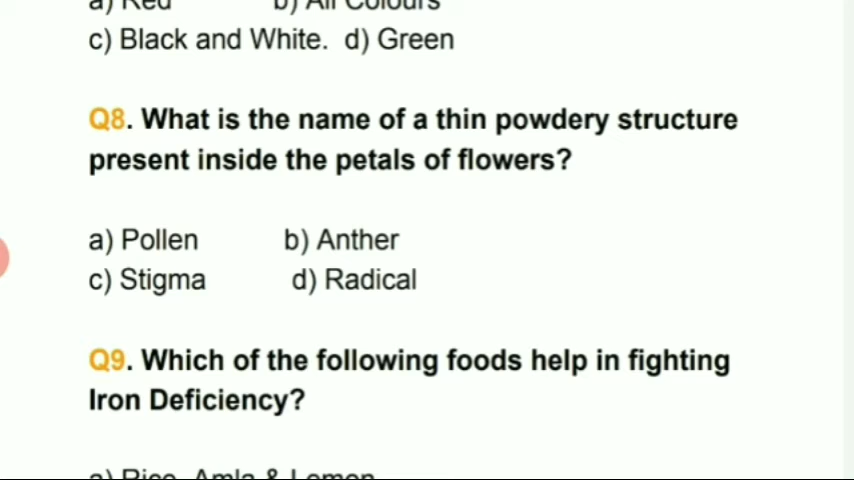 a) Red b) All Colours
c) Black and White. d) Green
Q8. What is the name of a thin powdery structure
present inside the petals of flowers?
a) Pollen b) Anther
c) Stigma d) Radical
Q9. Which of the following foods help in fighting
Iron Deficiency?
a) Rice, Amla & Lemon